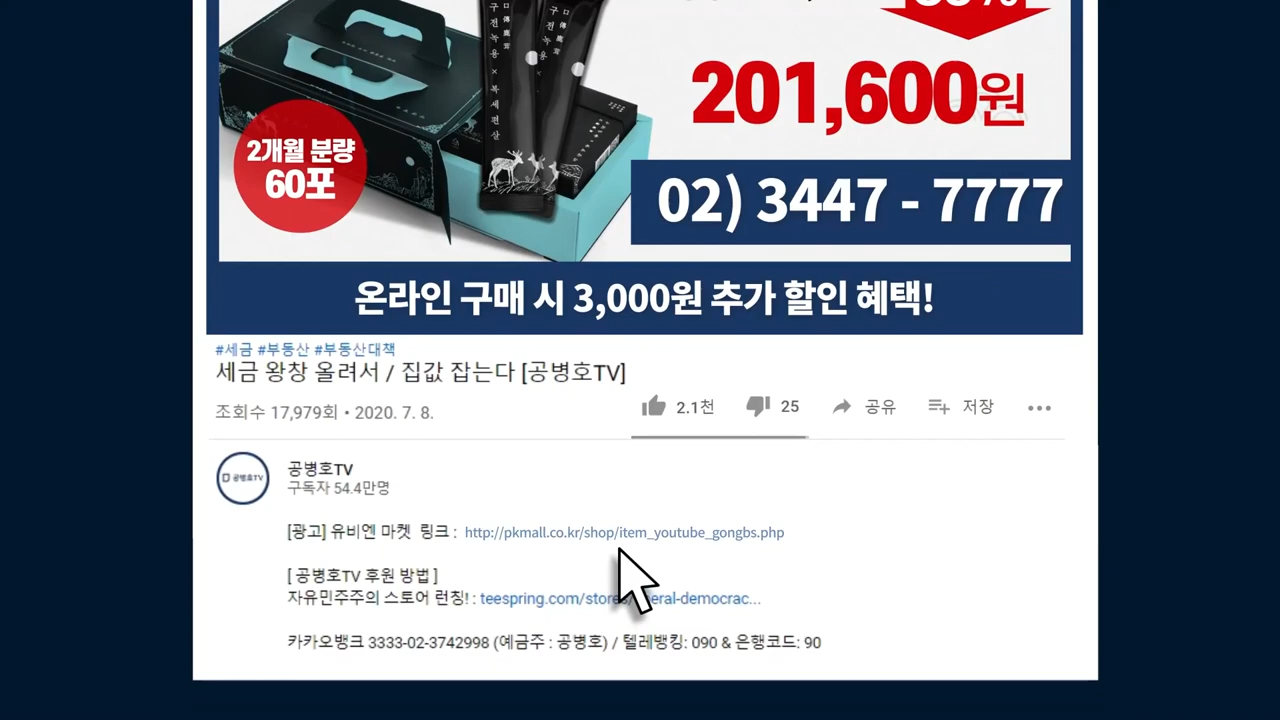 201,600원
2개월 분량
60포
02) 3447 - 7777
온라인 구매 시 3,000원 추가 할인 혜택!
#세금 #부동산 #부동산대책
세금 왕창 올려서 / 집값 잡는다 [공병호TV]
조회수 17,979회 • 2020. 7. 8.
2.1천 25 공유 저장
공병호TV
공병호TV
구독자 54.4만명
[광고] 유비엔 마켓 링크 : http://pkmall.co.kr/shop/item_youtube_gongbs.php
[ 공병호TV 후원 방법 ]
자유민주주의 스토어 런칭! : teespring.com/stores/ eral-democrac...
카카오뱅크 3333-02-3742998 (예금주 : 공병호) / 텔레뱅킹: 090 & 은행코드: 90